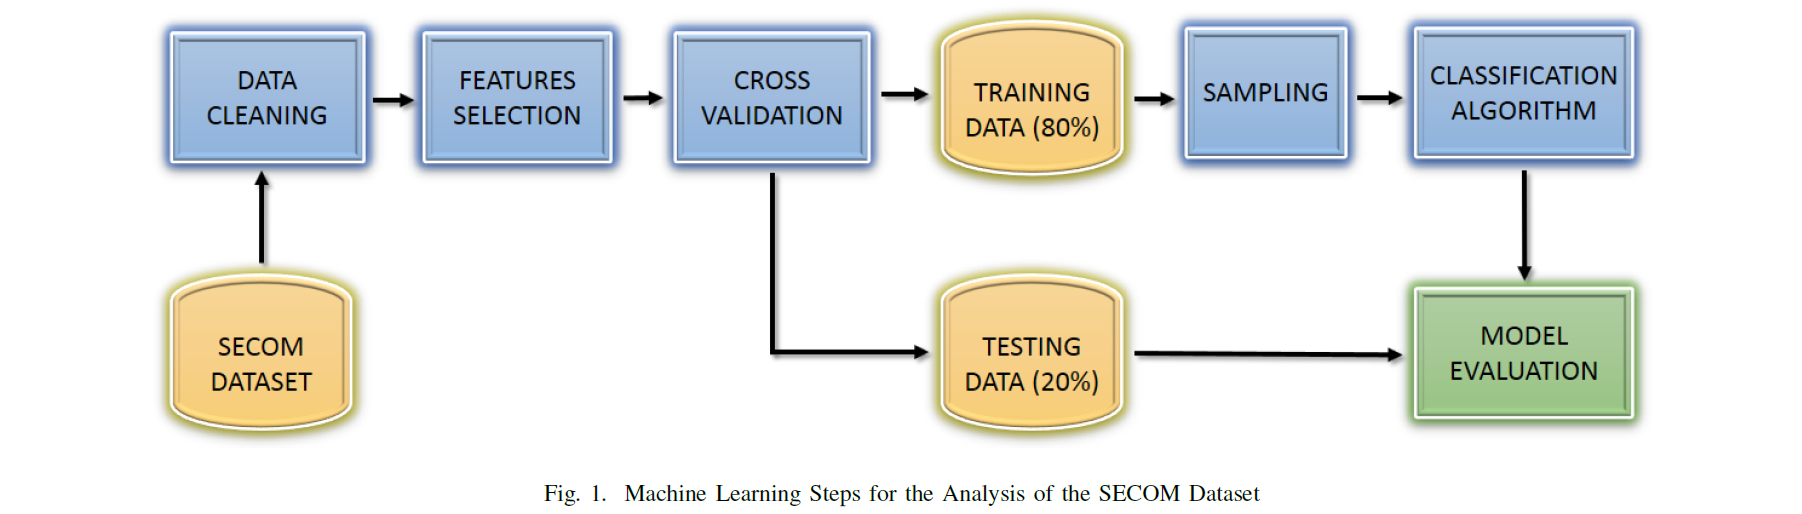 DATA
CLEANING
FEATURES
SELECTION
CROSS
VALIDATION
TRAINING
DATA (80%)
SAMPLING
CLASSIFICATION
ALGORITHM
SECOM
DATASET
TESTING
DATA (20%)
MODEL
EVALUATION
Fig. 1. Machine Learning Steps for the Analysis of the SECOM Dataset